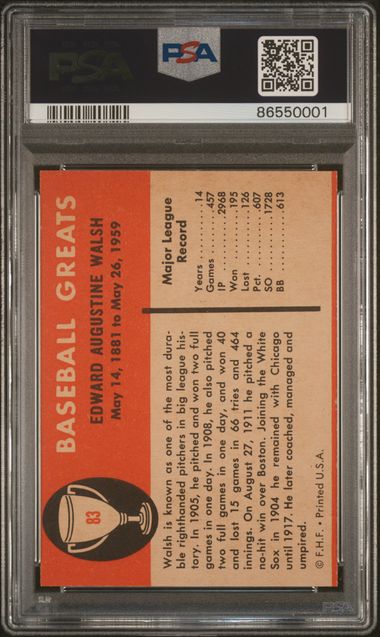 PSA
PSA
86550001
83
BASEBALL GREATS
EDWARD AUGUSTINE WALSH
May 14, 1881 to May 26, 1959
Walsh is known as one of the most dura-
ble righthanded pitchers in big league his-
tory. In 1905, he pitched and won two full
games in one day. In 1908, he also pitched
two full games in one day, and won 40
and lost 15 games in 66 tries and 464
innings. On August 27, 1911 he pitched a
no-hit win over Boston. Joining the White
Sox in 1904 he remained with Chicago
until 1917. He later coached, managed and
umpired.
© F.H.F. • Printed U.S.A.
Major League
Record
Years ........ 14
Games ........ 457
IP ........ 2968
Won ........ 195
Lost ........ 126
Pct. ........ .607
SO ........ 1728
BB ........ 613
PSA